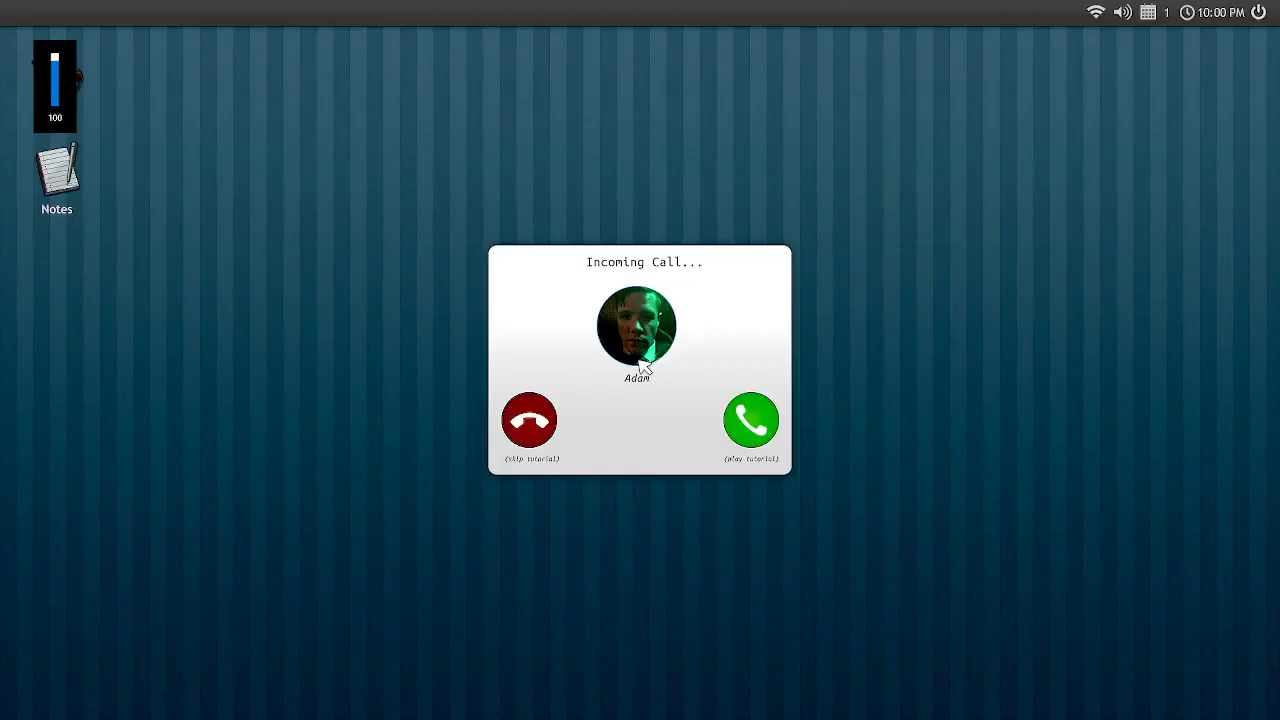 1 10:00 PM
100
Notes
Incoming Call...
Adam
(skip tutorial) (play tutorial)